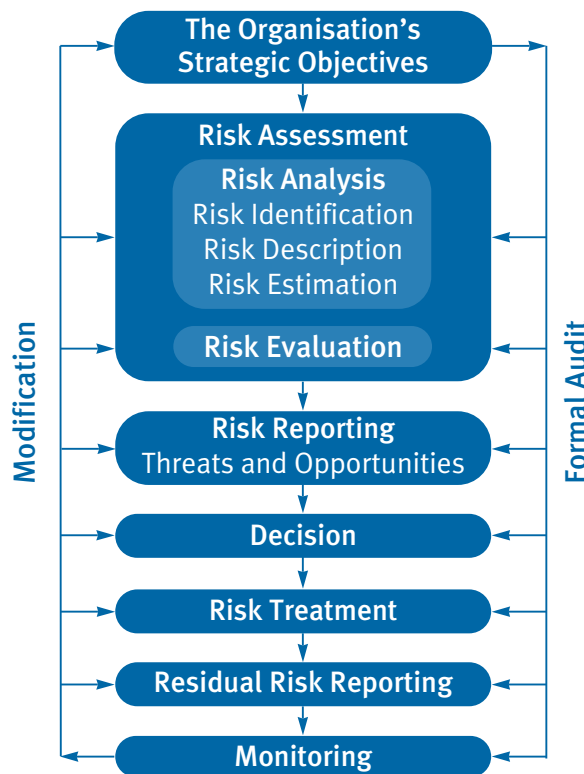 The Organisation’s
Strategic Objectives
Risk Assessment
Risk Analysis
Risk Identification
Risk Description
Risk Estimation
Risk Evaluation
Modification
Formal Audit
Risk Reporting
Threats and Opportunities
Decision
Risk Treatment
Residual Risk Reporting
Monitoring